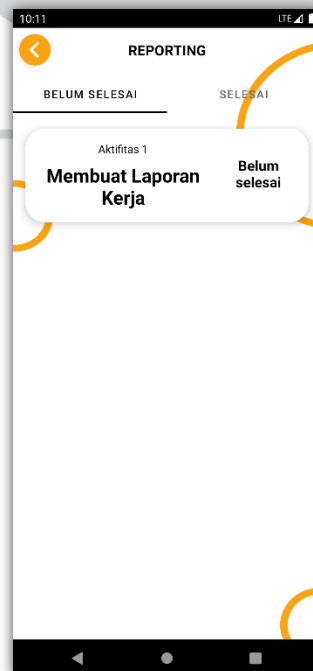 10:11 LTE
REPORTING
BELUM SELESAI SELESAI
Aktifitas 1
Membuat Laporan
Kerja
Belum
selesai